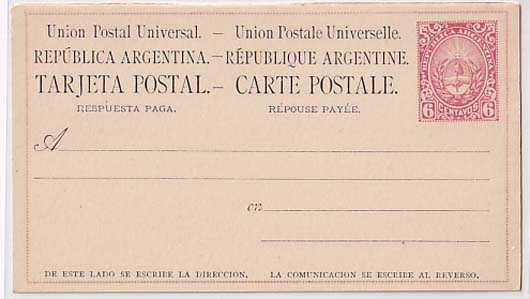 Union Postal Universal. — Union Postale Universelle.
REPÚBLICA ARGENTINA. — RÉPUBLIQUE ARGENTINE.
TARJETA POSTAL. — CARTE POSTALE.
RESPUESTA PAGA. RÉPOUSE PAYÉE.
REPUBLICA ARGENTINA
6 CENTAVOS 6
A
en
DE ESTE LADO SE ESCRIBE LA DIRECCION. LA COMUNICACION SE ESCRIBE AL REVERSO.